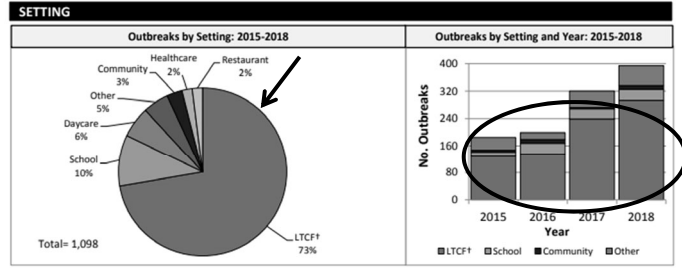 SETTING
Outbreaks by Setting: 2015-2018
Healthcare
2%
Restaurant
2%
Community
3%
Other
5%
Daycare
6%
School
10%
LTCF†
73%
Total= 1,098
Outbreaks by Setting and Year: 2015-2018
No. Outbreaks
400
320
240
160
80
0
2015 2016 2017 2018
Year
LTCF† School Community Other